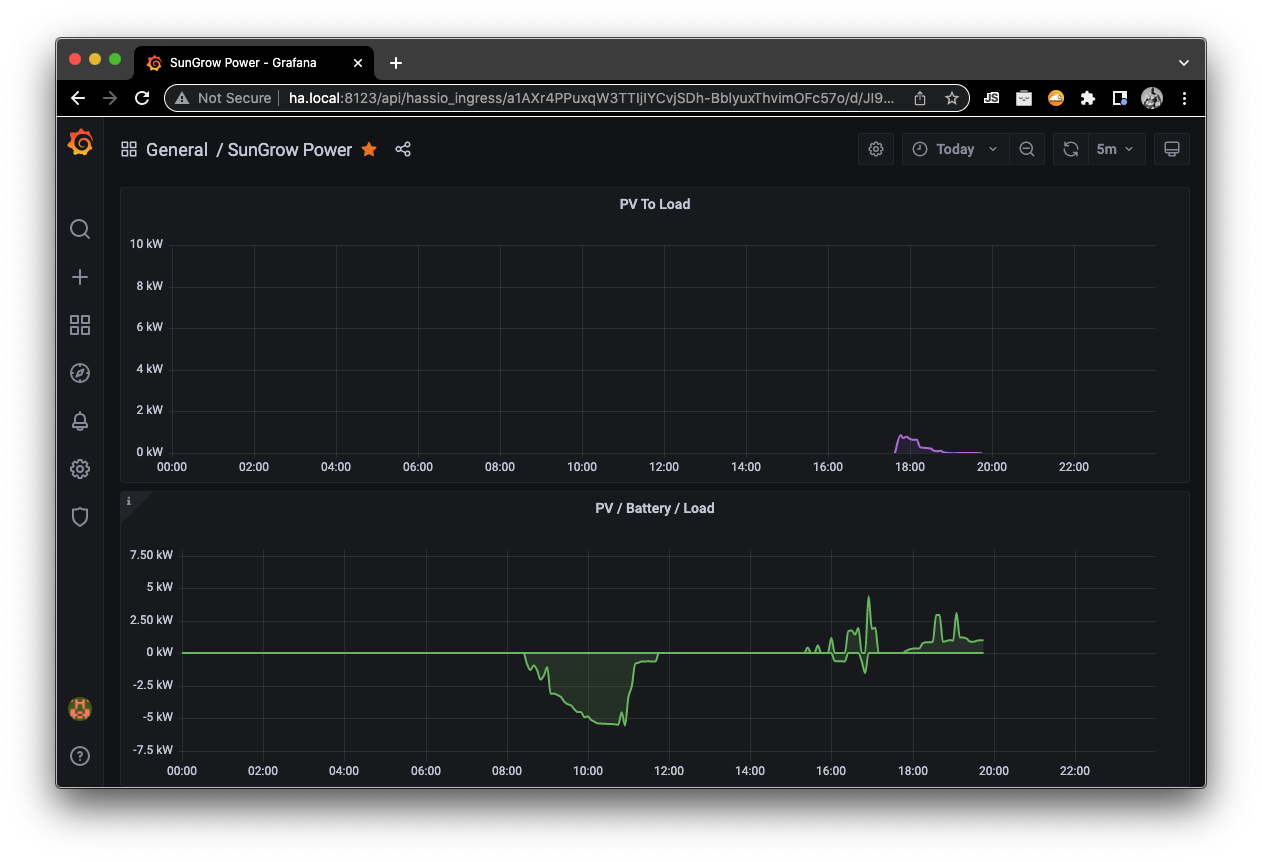 SunGrow Power - Grafana
Not Secure ha.local:8123/api/hassio_ingress/a1AXr4PPuxqW3TTIjIYCvjSDh-BblyuxThvimOFc57o/d/JI9...
JS
General / SunGrow Power
Today
5m
PV To Load
10 kW
8 kW
6 kW
4 kW
2 kW
0 kW
00:00 02:00 04:00 06:00 08:00 10:00 12:00 14:00 16:00 18:00 20:00 22:00
i
PV / Battery / Load
7.50 kW
5 kW
2.50 kW
0 kW
-2.5 kW
-5 kW
-7.5 kW
00:00 02:00 04:00 06:00 08:00 10:00 12:00 14:00 16:00 18:00 20:00 22:00